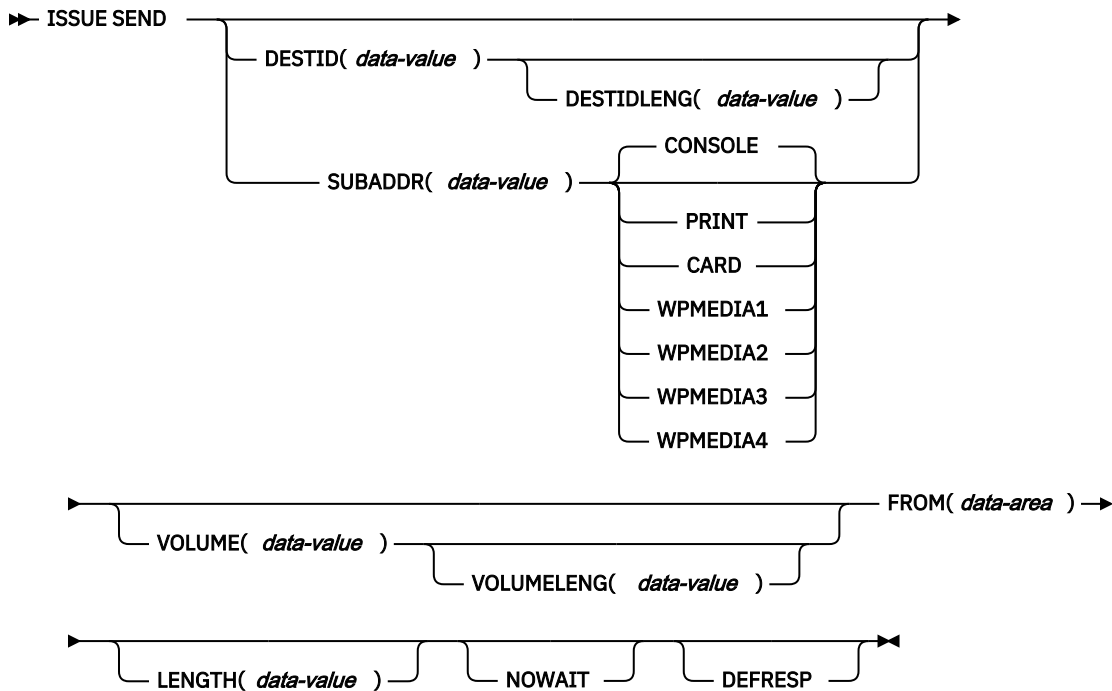 ISSUE SEND
DESTID( data-value )
DESTIDLENG( data-value )
CONSOLE
SUBADDR( data-value )
PRINT
CARD
WPMEDIA1
WPMEDIA2
WPMEDIA3
WPMEDIA4
FROM( data-area )
VOLUME( data-value )
VOLUMELENG( data-value )
LENGTH( data-value ) NOWAIT DEFRESP